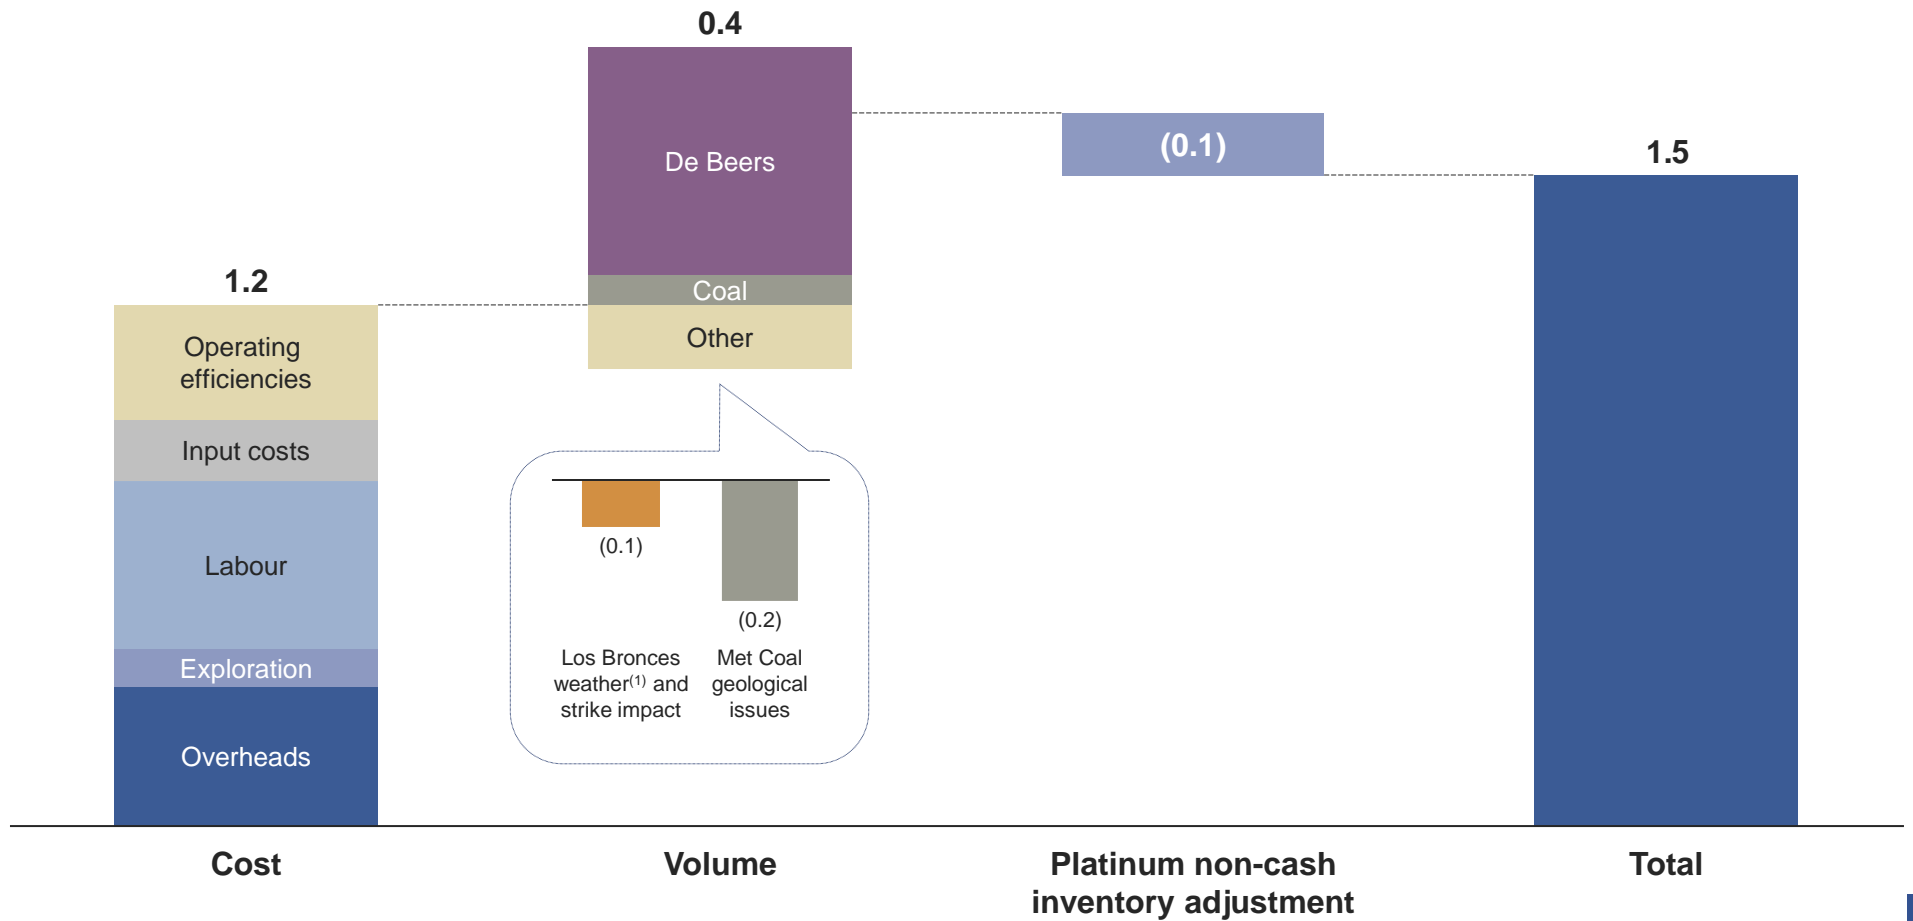 0.4
De Beers
(0.1)
1.5
1.2
Coal
Operating
efficiencies
Other
Input costs
Labour
(0.1)
(0.2)
Los Bronces
weather(1) and
strike impact
Met Coal
geological
issues
Exploration
Overheads
Cost
Volume
Platinum non-cash
inventory adjustment
Total